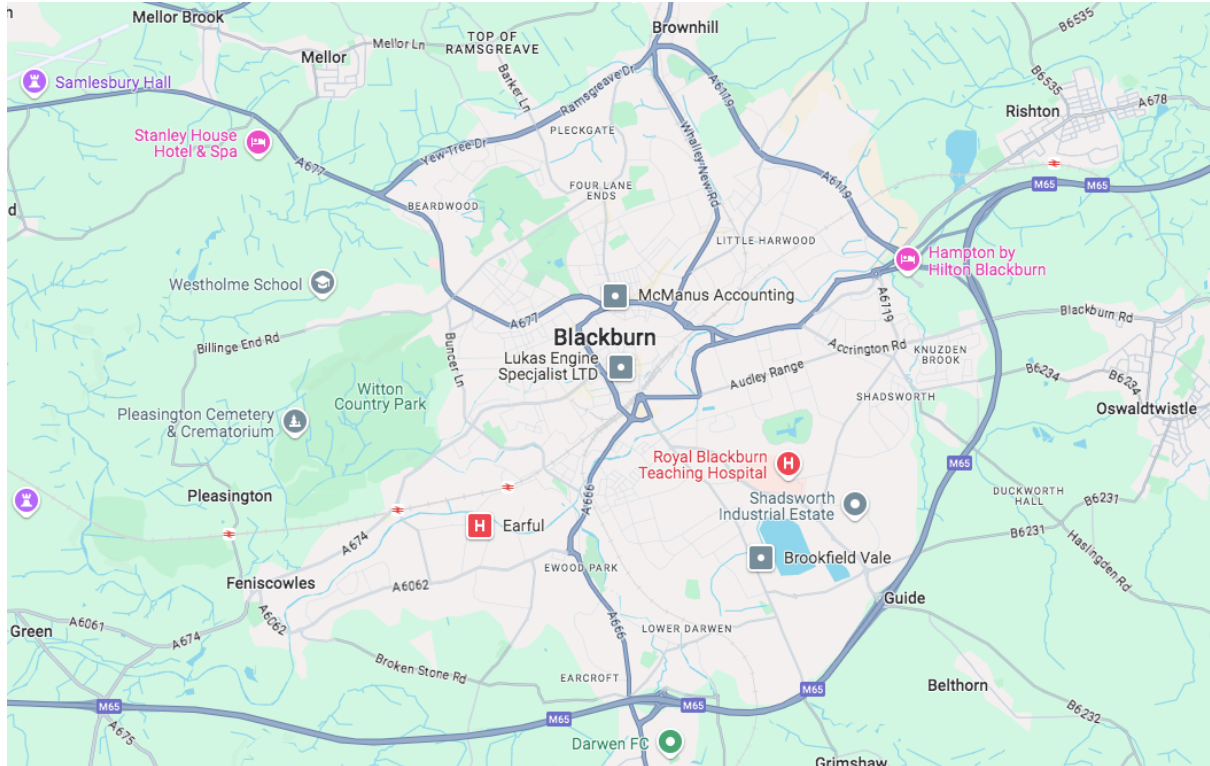 Mellor Brook
Brownhill
B6535
TOP OF
RAMSGREAVE
Mellor Ln
Mellor
Barker Ln
Ramsgreave Dr
A6119
B6535
Samlesbury Hall
A678
Rishton
Stanley House
Hotel & Spa
PLECKGATE
Whalley New Rd
A677
Yew Tree Dr
A6119
M65
M65
FOUR LANE
ENDS
BEARDWOOD
d
LITTLE HARWOOD
Hampton by
Hilton Blackburn
Westholme School
McManus Accounting
A6719
Blackburn Rd
A677
Billinge End Rd
Buncer Ln
Blackburn
Accrington Rd
KNUZDEN
BROOK
Lukas Engine
Specjalist LTD
Audley Range
B6234
B6234
Witton
Country Park
SHADSWORTH
Oswaldtwistle
Pleasington Cemetery
& Crematorium
Royal Blackburn
Teaching Hospital
M65
Pleasington
A666
Shadsworth
Industrial Estate
DUCKWORTH
HALL
B6231
Earful
B6231
A674
Haslingden Rd
Brookfield Vale
EWOOD PARK
Feniscowles
A6062
Guide
A6061
A6062
Green
A674
A666
LOWER DARWEN
Broken Stone Rd
EARCROFT
M65
Belthorn
M65
M65
M65
B6232
A675
Darwen FC
Grimshaw